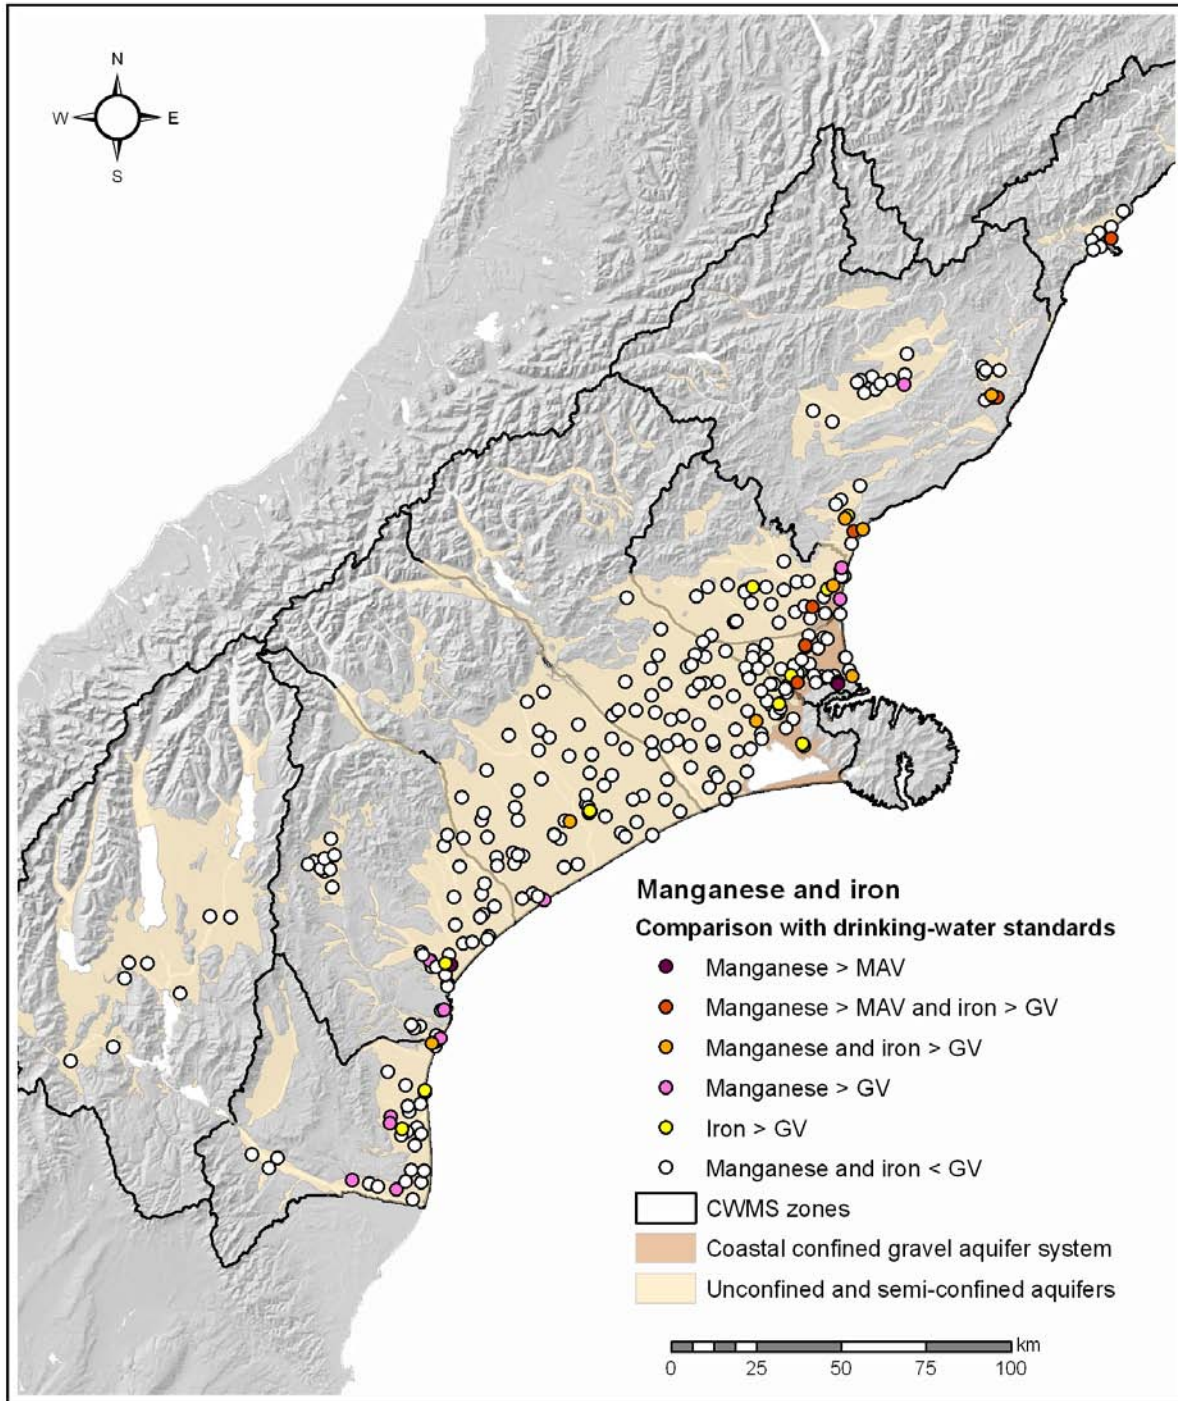 N
W E
S
Manganese and iron
Comparison with drinking-water standards
Manganese > MAV
Manganese > MAV and iron > GV
Manganese and iron > GV
Manganese > GV
Iron > GV
Manganese and iron < GV
CWMS zones
Coastal confined gravel aquifer system
Unconfined and semi-confined aquifers
km
0 25 50 75 100